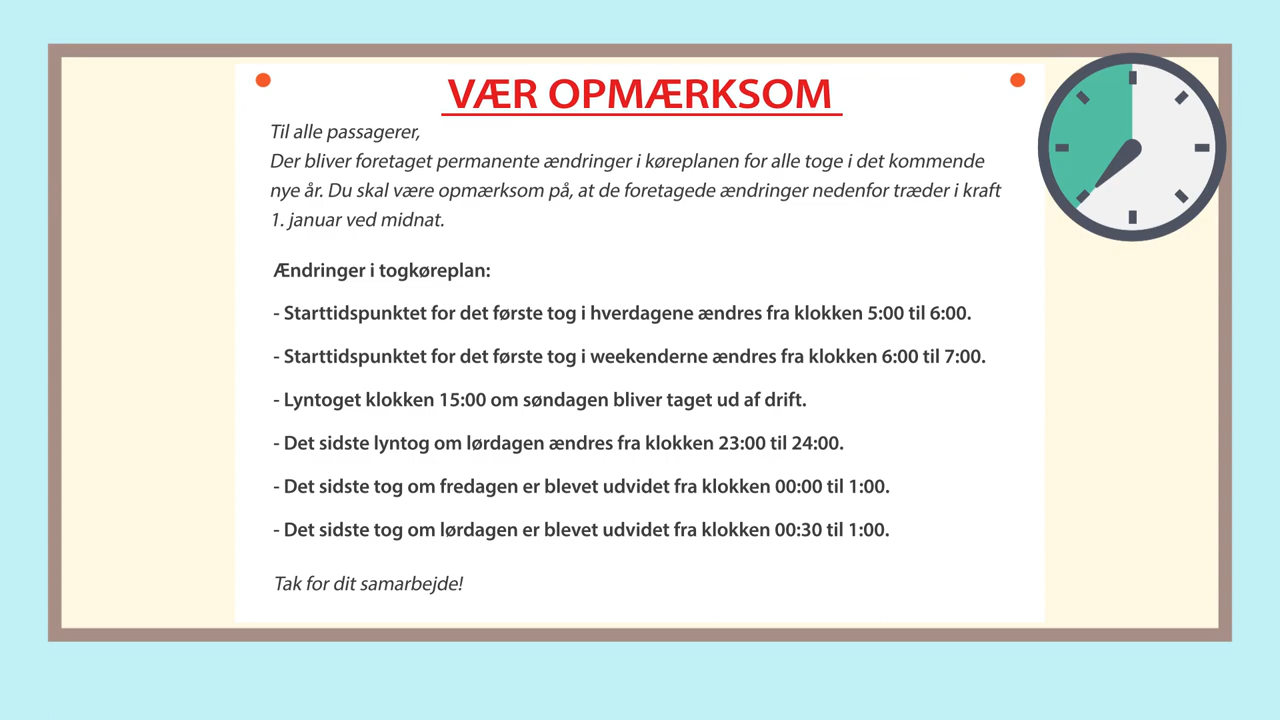 VÆR OPMÆRKSOM
Til alle passagerer,
Der bliver foretaget permanente ændringer i køreplanen for alle toge i det kommende
nye år. Du skal være opmærksom på, at de foretagede ændringer nedenfor træder i kraft
1. januar ved midnat.
Ændringer i togkøreplan:
- Starttidspunktet for det første tog i hverdagene ændres fra klokken 5:00 til 6:00.
- Starttidspunktet for det første tog i weekenderne ændres fra klokken 6:00 til 7:00.
- Lyntoget klokken 15:00 om søndagen bliver taget ud af drift.
- Det sidste lyntog om lørdagen ændres fra klokken 23:00 til 24:00.
- Det sidste tog om fredagen er blevet udvidet fra klokken 00:00 til 1:00.
- Det sidste tog om lørdagen er blevet udvidet fra klokken 00:30 til 1:00.
Tak for dit samarbejde!